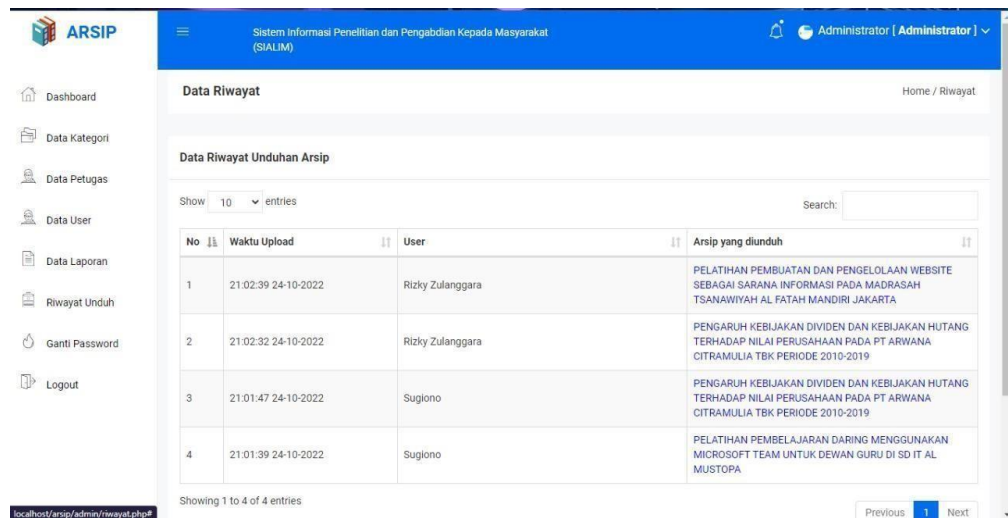 ARSIP
Sistem Informasi Penelitian dan Pengabdian Kepada Masyarakat
(SIALIM)
Administrator [ Administrator ]
Dashboard
Data Kategori
Data Petugas
Data User
Data Laporan
Riwayat Unduh
Ganti Password
Logout
Data Riwayat
Home / Riwayat
Data Riwayat Unduhan Arsip
Show 10 entries
Search:
No Waktu Upload User Arsip yang diunduh
1 21:02:39 24-10-2022 Rizky Zulanggara
PELATIHAN PEMBUATAN DAN PENGELOLAAN WEBSITE
SEBAGAI SARANA INFORMASI PADA MADRASAH
TSANAWIYAH AL FATAH MANDIRI JAKARTA
2 21:02:32 24-10-2022 Rizky Zulanggara
PENGARUH KEBIJAKAN DIVIDEN DAN KEBIJAKAN HUTANG
TERHADAP NILAI PERUSAHAAN PADA PT ARWANA
CITRAMULIA TBK PERIODE 2010-2019
3 21:01:47 24-10-2022 Sugiono
PENGARUH KEBIJAKAN DIVIDEN DAN KEBIJAKAN HUTANG
TERHADAP NILAI PERUSAHAAN PADA PT ARWANA
CITRAMULIA TBK PERIODE 2010-2019
4 21:01:39 24-10-2022 Sugiono
PELATIHAN PEMBELAJARAN DARING MENGGUNAKAN
MICROSOFT TEAM UNTUK DEWAN GURU DI SD IT AL
MUSTOPA
Showing 1 to 4 of 4 entries
Previous 1 Next
localhost/arsip/admin/riwayat.php#